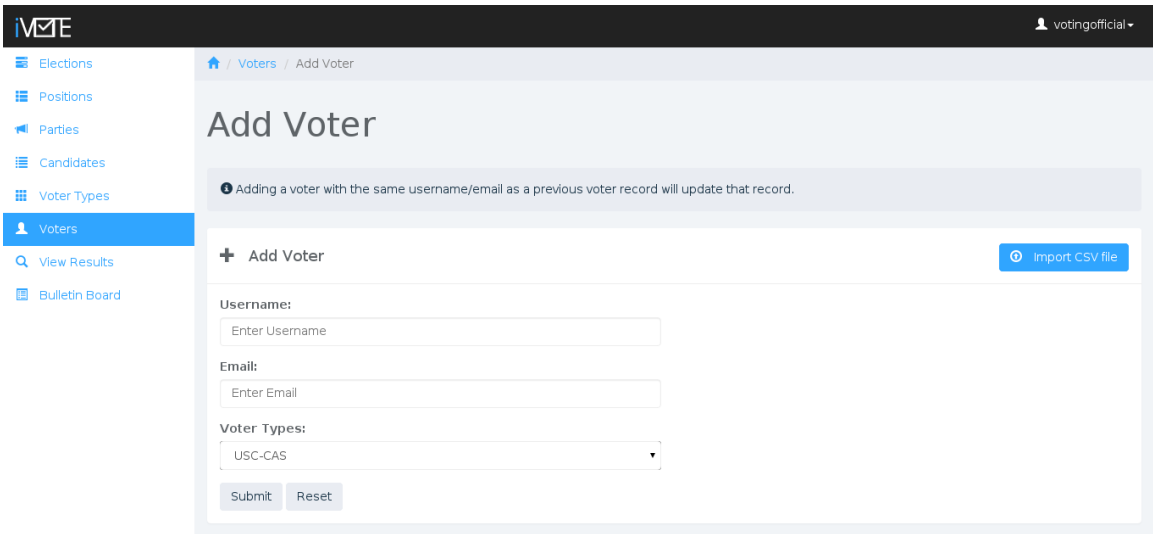 iVOTE
votingofficial
Elections
Positions
Parties
Candidates
Voter Types
Voters
View Results
Bulletin Board
/ Voters / Add Voter
Add Voter
Adding a voter with the same username/email as a previous voter record will update that record.
Add Voter
Import CSV file
Username:
Enter Username
Email:
Enter Email
Voter Types:
USC-CAS
Submit Reset